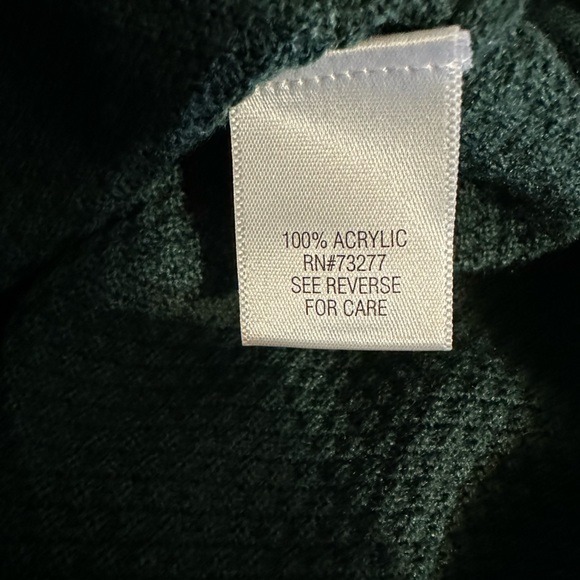 100% ACRYLIC
RN#73277
SEE REVERSE
FOR CARE